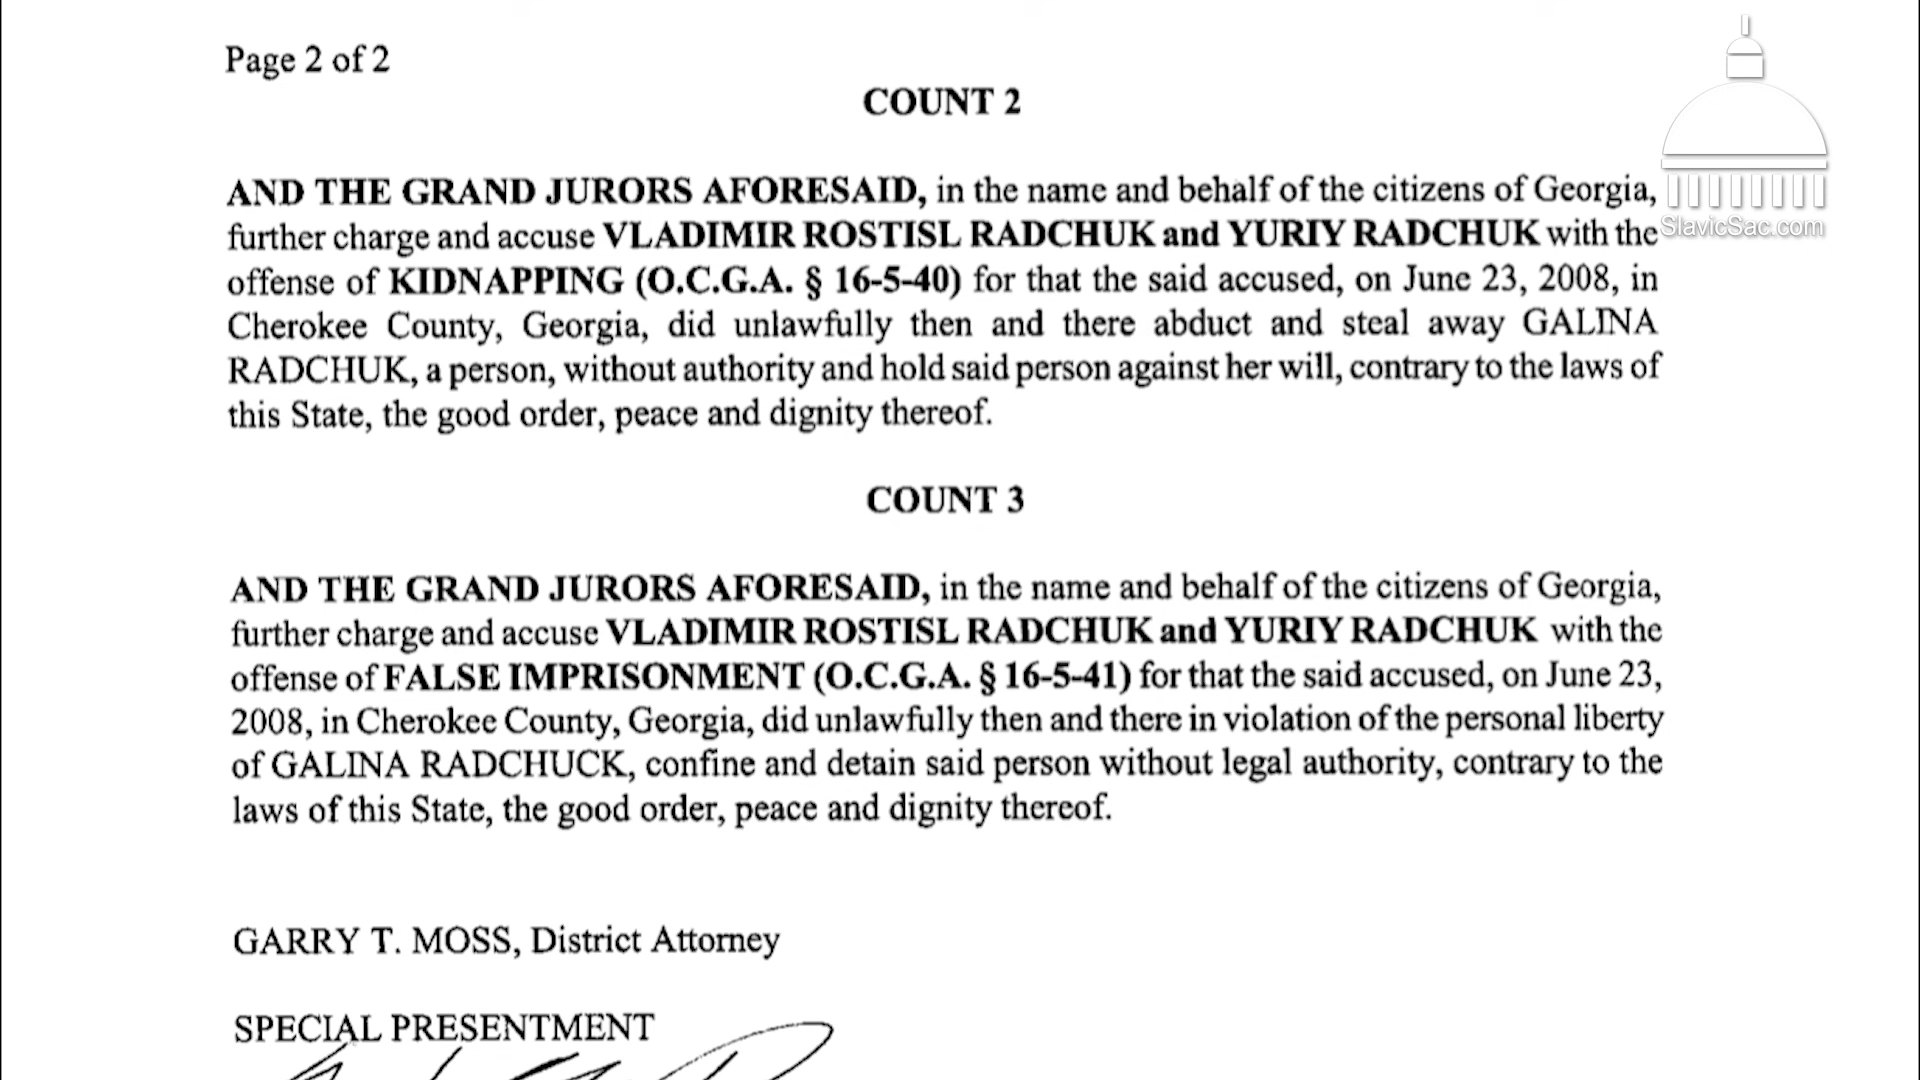 Page 2 of 2
COUNT 2
AND THE GRAND JURORS AFORESAID, in the name and behalf of the citizens of Georgia,
further charge and accuse VLADIMIR ROSTISL RADCHUK and YURIY RADCHUK with the
offense of KIDNAPPING (O.C.G.A. § 16-5-40) for that the said accused, on June 23, 2008, in
Cherokee County, Georgia, did unlawfully then and there abduct and steal away GALINA
RADCHUK, a person, without authority and hold said person against her will, contrary to the laws of
this State, the good order, peace and dignity thereof.
COUNT 3
AND THE GRAND JURORS AFORESAID, in the name and behalf of the citizens of Georgia,
further charge and accuse VLADIMIR ROSTISL RADCHUK and YURIY RADCHUK with the
offense of FALSE IMPRISONMENT (O.C.G.A. § 16-5-41) for that the said accused, on June 23,
2008, in Cherokee County, Georgia, did unlawfully then and there in violation of the personal liberty
of GALINA RADCHUCK, confine and detain said person without legal authority, contrary to the
laws of this State, the good order, peace and dignity thereof.
GARRY T. MOSS, District Attorney
SPECIAL PRESENTMENT
SlavicSac.com